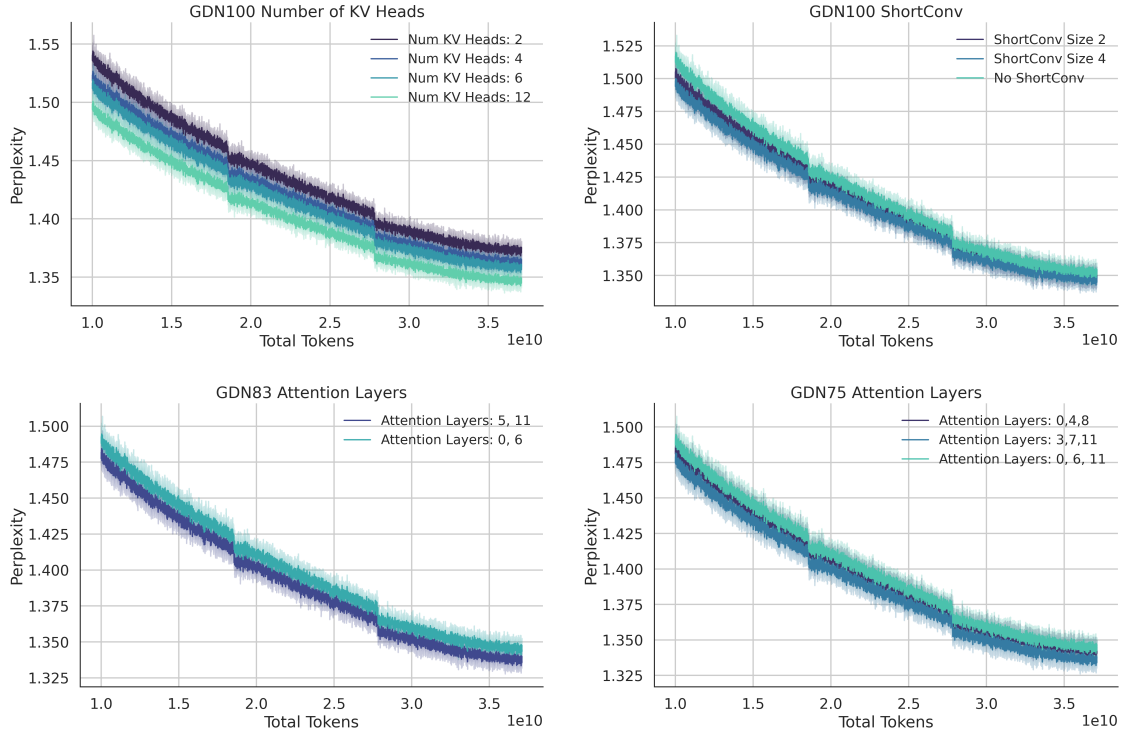 GDN100 Number of KV Heads
Num KV Heads: 2
Num KV Heads: 4
Num KV Heads: 6
Num KV Heads: 12
Perplexity
1.55
1.50
1.45
1.40
1.35
1.0 1.5 2.0 2.5 3.0 3.5
Total Tokens
1e10
GDN100 ShortConv
ShortConv Size 2
ShortConv Size 4
No ShortConv
Perplexity
1.525
1.500
1.475
1.450
1.425
1.400
1.375
1.350
1.0 1.5 2.0 2.5 3.0 3.5
Total Tokens
1e10
GDN83 Attention Layers
Attention Layers: 5, 11
Attention Layers: 0, 6
Perplexity
1.500
1.475
1.450
1.425
1.400
1.375
1.350
1.325
1.0 1.5 2.0 2.5 3.0 3.5
Total Tokens
1e10
GDN75 Attention Layers
Attention Layers: 0,4,8
Attention Layers: 3,7,11
Attention Layers: 0, 6, 11
Perplexity
1.500
1.475
1.450
1.425
1.400
1.375
1.350
1.325
1.0 1.5 2.0 2.5 3.0 3.5
Total Tokens
1e10